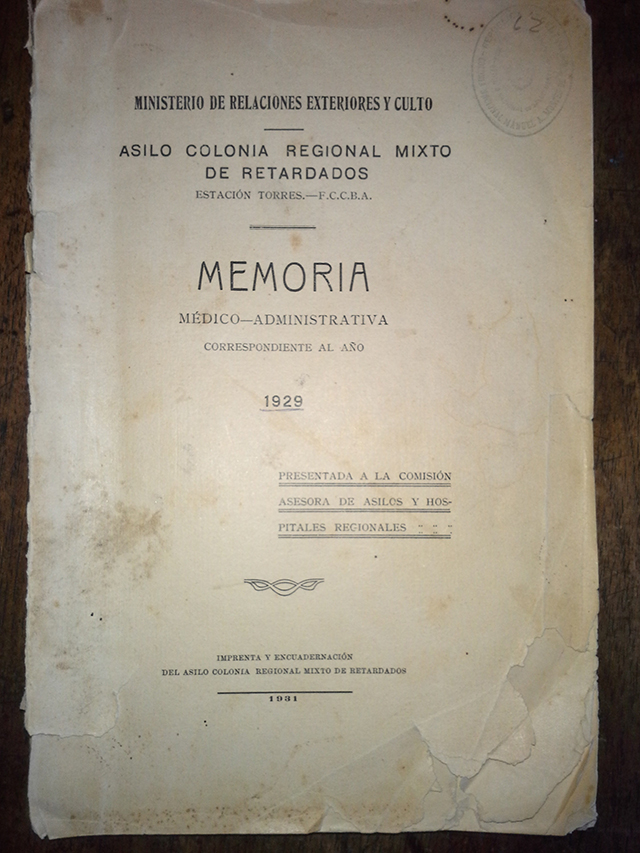 MINISTERIO DE RELACIONES EXTERIORES Y CULTO
ASILO COLONIA REGIONAL MIXTO
DE RETARDADOS
ESTACIÓN TORRES.—F.C.C.B.A.
MEMORIA
MÉDICO—ADMINISTRATIVA
CORRESPONDIENTE AL AÑO
1929
PRESENTADA A LA COMISIÓN
ASESORA DE ASILOS Y HOS-
PITALES REGIONALES
IMPRENTA Y ENCUADERNACIÓN
DEL ASILO COLONIA REGIONAL MIXTO DE RETARDADOS
1931